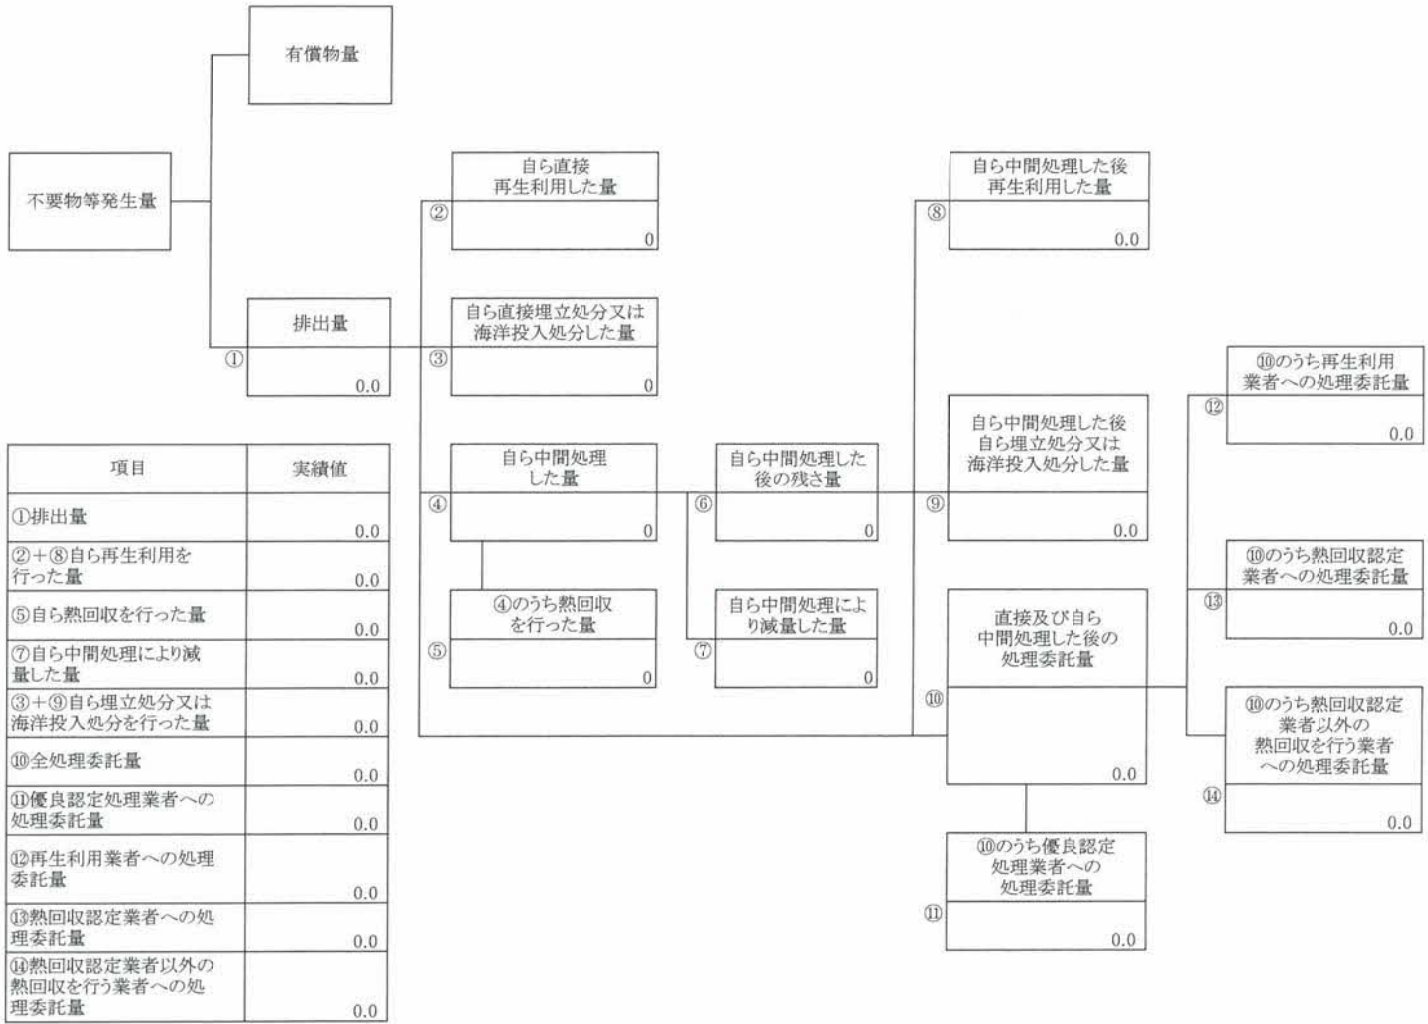 有償物量
不要物等発生量
排出量
①
0.0
自ら直接
再生利用した量
②
0
自ら直接埋立処分又は
海洋投入処分した量
③
0
自ら中間処理
した量
④
0
④のうち熱回収
を行った量
⑤
0
自ら中間処理した
後の残さ量
⑥
0
自ら中間処理によ
り減量した量
⑦
0
自ら中間処理した後
再生利用した量
⑧
0.0
自ら中間処理した後
自ら埋立処分又は
海洋投入処分した量
⑨
0.0
直接及び自ら
中間処理した後の
処理委託量
⑩
0.0
⑩のうち優良認定
処理業者への
処理委託量
⑪
0.0
⑩のうち再生利用
業者への処理委託量
⑫
0.0
⑩のうち熱回収認定
業者への処理委託量
⑬
0.0
⑩のうち熱回収認定
業者以外の
熱回収を行う業者
への処理委託量
⑭
0.0
項目 実績値
①排出量
0.0
②+⑧自ら再生利用を
行った量
0.0
⑤自ら熱回収を行った量
0.0
⑦自ら中間処理により減
量した量
0.0
③+⑨自ら埋立処分又は
海洋投入処分を行った量
0.0
⑩全処理委託量
0.0
⑪優良認定処理業者への
処理委託量
0.0
⑫再生利用業者への処理
委託量
0.0
⑬熱回収認定業者への処
理委託量
0.0
⑭熱回収認定業者以外の
熱回収を行う業者への処
理委託量
0.0